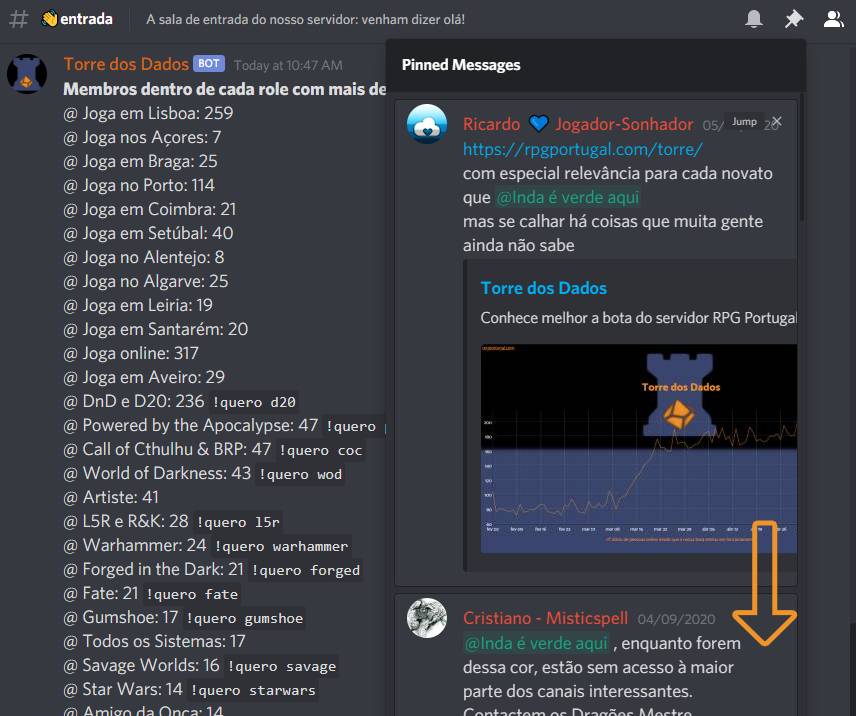 # 👋entrada A sala de entrada do nosso servidor: venham dizer olá!
Torre dos Dados BOT Today at 10:47 AM
Membros dentro de cada role com mais de
@ Joga em Lisboa: 259
@ Joga nos Açores: 7
@ Joga em Braga: 25
@ Joga no Porto: 114
@ Joga em Coimbra: 21
@ Joga em Setúbal: 40
@ Joga no Alentejo: 8
@ Joga no Algarve: 25
@ Joga em Leiria: 19
@ Joga em Santarém: 20
@ Joga online: 317
@ Joga em Aveiro: 29
@ DnD e D20: 236 !quero d20
@ Powered by the Apocalypse: 47 !quero
@ Call of Cthulhu & BRP: 47 !quero coc
@ World of Darkness: 43 !quero wod
@ Artiste: 41
@ L5R e R&K: 28 !quero l5r
@ Warhammer: 24 !quero warhammer
@ Forged in the Dark: 21 !quero forged
@ Fate: 21 !quero fate
@ Gumshoe: 17 !quero gumshoe
@ Todos os Sistemas: 17
@ Savage Worlds: 16 !quero savage
@ Star Wars: 14 !quero starwars
@ Amigo da Onça: 14
Pinned Messages
Ricardo 💙 Jogador-Sonhador 05/ Jump
https://rpgportugal.com/torre/
com especial relevância para cada novato
que @Inda é verde aqui
mas se calhar há coisas que muita gente
ainda não sabe
Torre dos Dados
Conhece melhor a bota do servidor RPG Portugal
Torre dos Dados
Cristiano - Misticspell 04/09/2020
@Inda é verde aqui , enquanto forem
dessa cor, estão sem acesso à maior
parte dos canais interessantes.
Contactem os Dragões Mestre